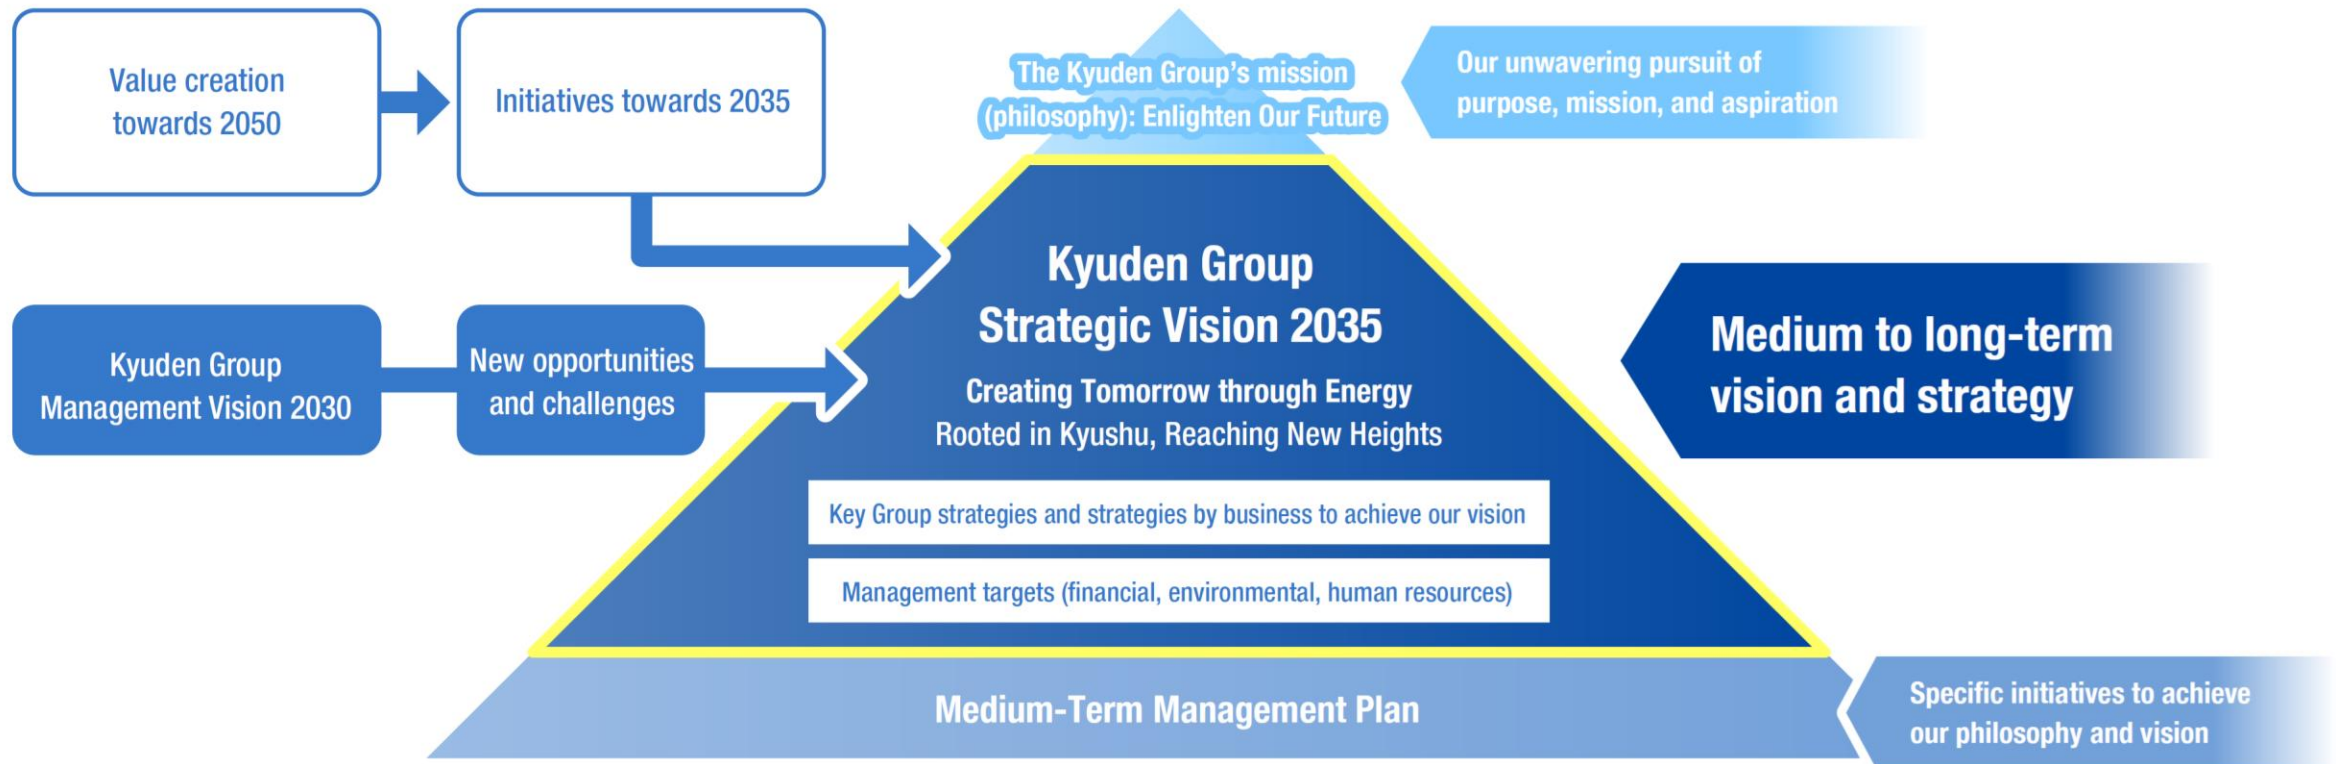 Value creation
towards 2050
Initiatives towards 2035
The Kyuden Group's mission
(philosophy): Enlighten Our Future
Our unwavering pursuit of
purpose, mission, and aspiration
Kyuden Group
Management Vision 2030
New opportunities
and challenges
Kyuden Group
Strategic Vision 2035
Creating Tomorrow through Energy
Rooted in Kyushu, Reaching New Heights
Key Group strategies and strategies by business to achieve our vision
Management targets (financial, environmental, human resources)
Medium to long-term
vision and strategy
Medium-Term Management Plan
Specific initiatives to achieve
our philosophy and vision